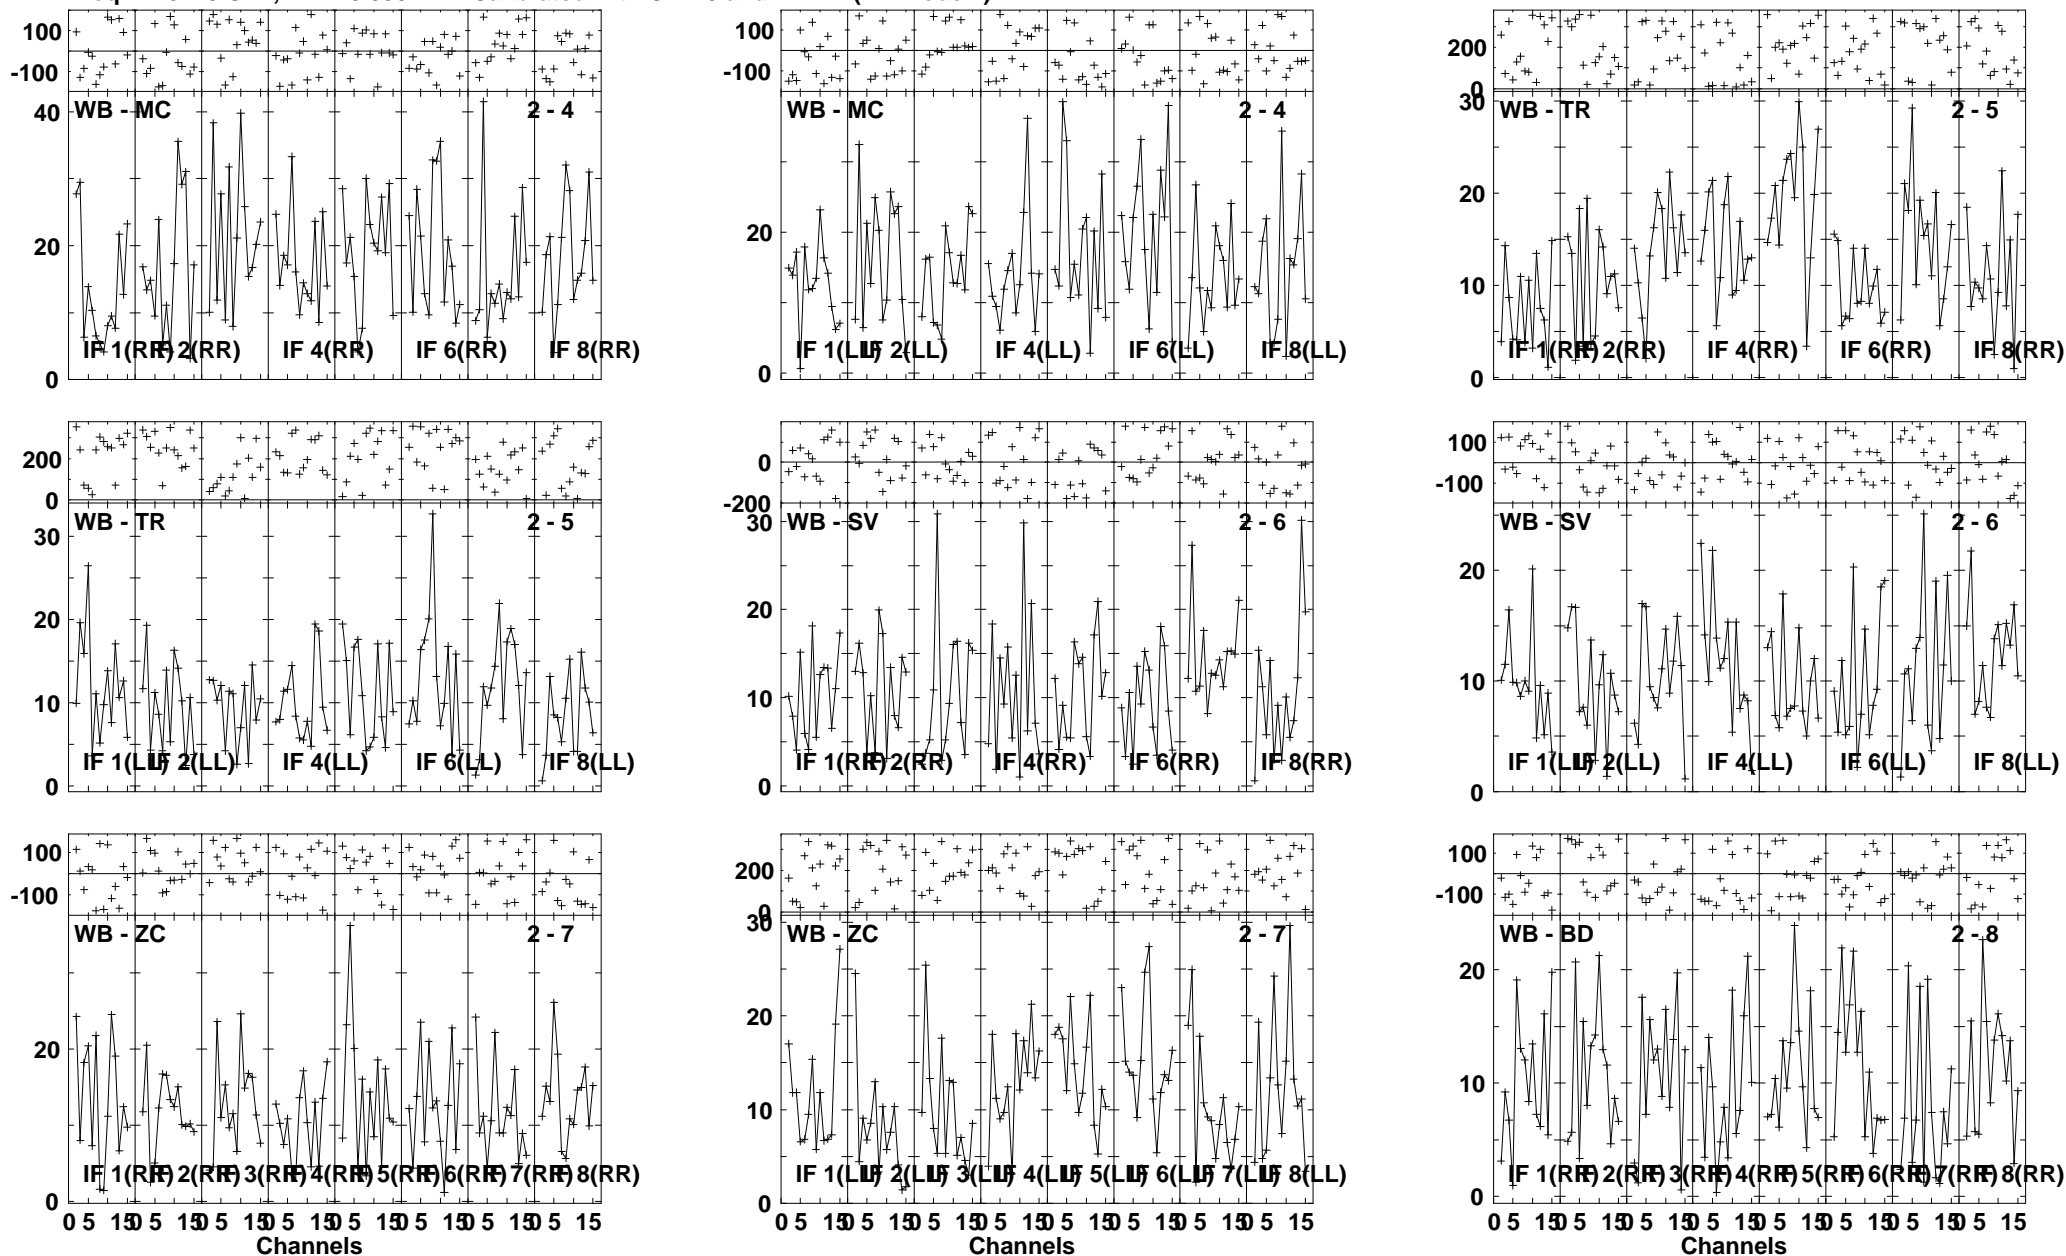 100
-100
40
20
0
WB - MC
2 - 4
IF 1(RR)
IF 2(RR)
IF 4(RR)
IF 6(RR)
IF 8(RR)
100
-100
20
0
WB - MC
2 - 4
IF 1(LL)
IF 2(LL)
IF 4(LL)
IF 6(LL)
IF 8(LL)
200
0
30
20
10
0
WB - TR
2 - 5
IF 1(RR)
IF 2(RR)
IF 4(RR)
IF 6(RR)
IF 8(RR)
200
0
30
20
10
0
WB - TR
2 - 5
IF 1(LL)
IF 2(LL)
IF 4(LL)
IF 6(LL)
IF 8(LL)
0
-200
30
20
10
0
WB - SV
2 - 6
IF 1(RR)
IF 2(RR)
IF 4(RR)
IF 6(RR)
IF 8(RR)
100
-100
20
10
0
WB - SV
2 - 6
IF 1(LL)
IF 2(LL)
IF 4(LL)
IF 6(LL)
IF 8(LL)
100
-100
20
0
WB - ZC
2 - 7
IF 1(RR)
IF 2(RR)
IF 3(RR)
IF 4(RR)
IF 5(RR)
IF 6(RR)
IF 7(RR)
IF 8(RR)
0 5 15
0 5 15
0 5 15
0 5 15
0 5 15
0 5 15
0 5 15
0 5 15
Channels
200
0
30
20
10
0
WB - ZC
2 - 7
IF 1(LL)
IF 2(LL)
IF 3(LL)
IF 4(LL)
IF 5(LL)
IF 6(LL)
IF 7(LL)
IF 8(LL)
0 5 15
0 5 15
0 5 15
0 5 15
0 5 15
0 5 15
0 5 15
0 5 15
100
-100
20
10
0
WB - BD
2 - 8
IF 1(RR)
IF 2(RR)
IF 3(RR)
IF 4(RR)
IF 5(RR)
IF 6(RR)
IF 7(RR)
IF 8(RR)
0 5 15
0 5 15
0 5 15
0 5 15
0 5 15
0 5 15
0 5 15
0 5 15
Channels